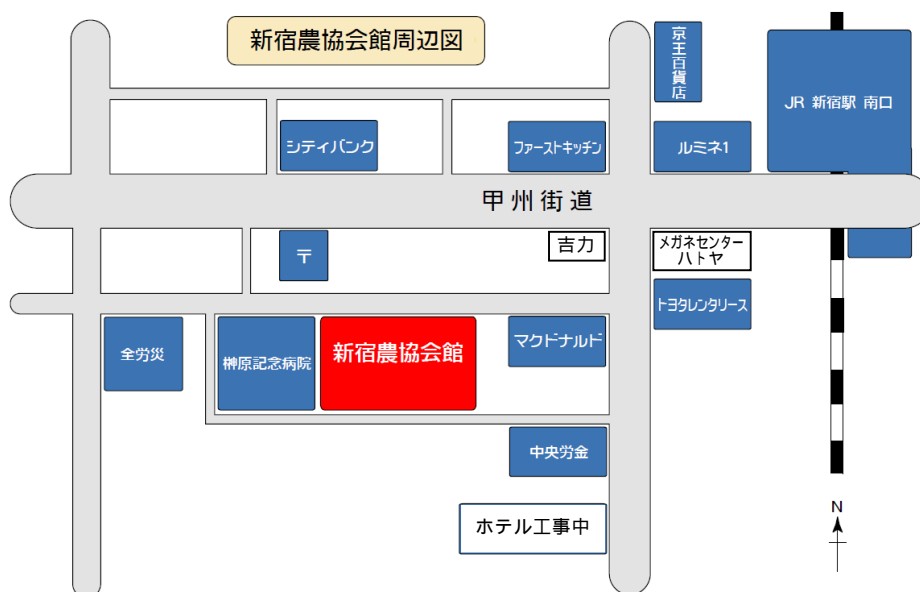 新宿農協会館周辺図
京王百貨店
JR 新宿駅 南口
シティバンク
ファーストキッチン
ルミネ1
甲州街道
〒
吉力
メガネセンター
ハトヤ
トヨタレンタリース
全労災
榊原記念病院
新宿農協会館
マクドナルド
中央労金
ホテル工事中
N